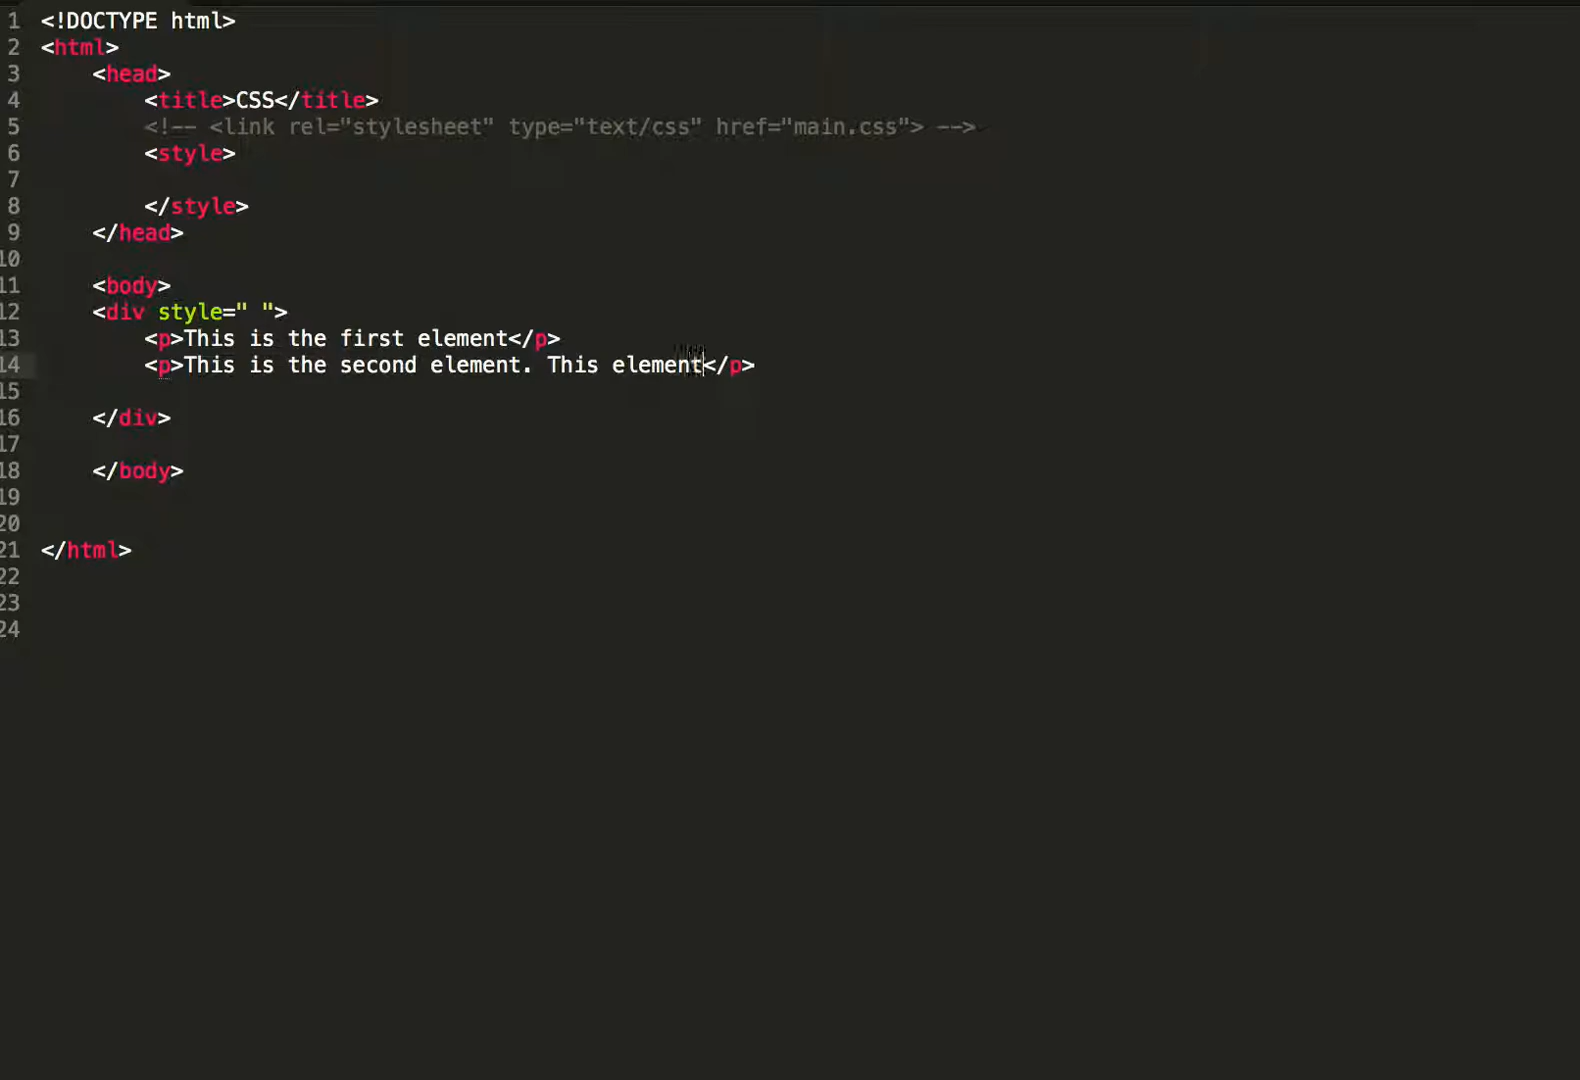 1 <!DOCTYPE html>
2 <html>
3 <head>
4 <title>CSS</title>
5 <!-- <link rel="stylesheet" type="text/css" href="main.css"> -->
6 <style>
7
8 </style>
9 </head>
10
11 <body>
12 <div style=" ">
13 <p>This is the first element</p>
14 <p>This is the second element. This element</p>
15
16 </div>
17
18 </body>
19
20
21 </html>
22
23
24